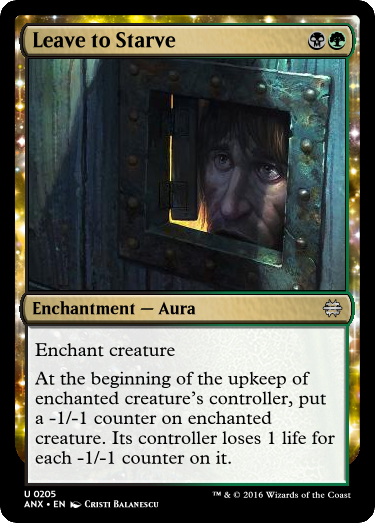 Leave to Starve
Enchantment — Aura
Enchant creature
At the beginning of the upkeep of
enchanted creature's controller, put
a -1/-1 counter on enchanted
creature. Its controller loses 1 life for
each -1/-1 counter on it.
U 0205
ANX • EN Cristi Balanescu
™ & © 2016 Wizards of the Coast